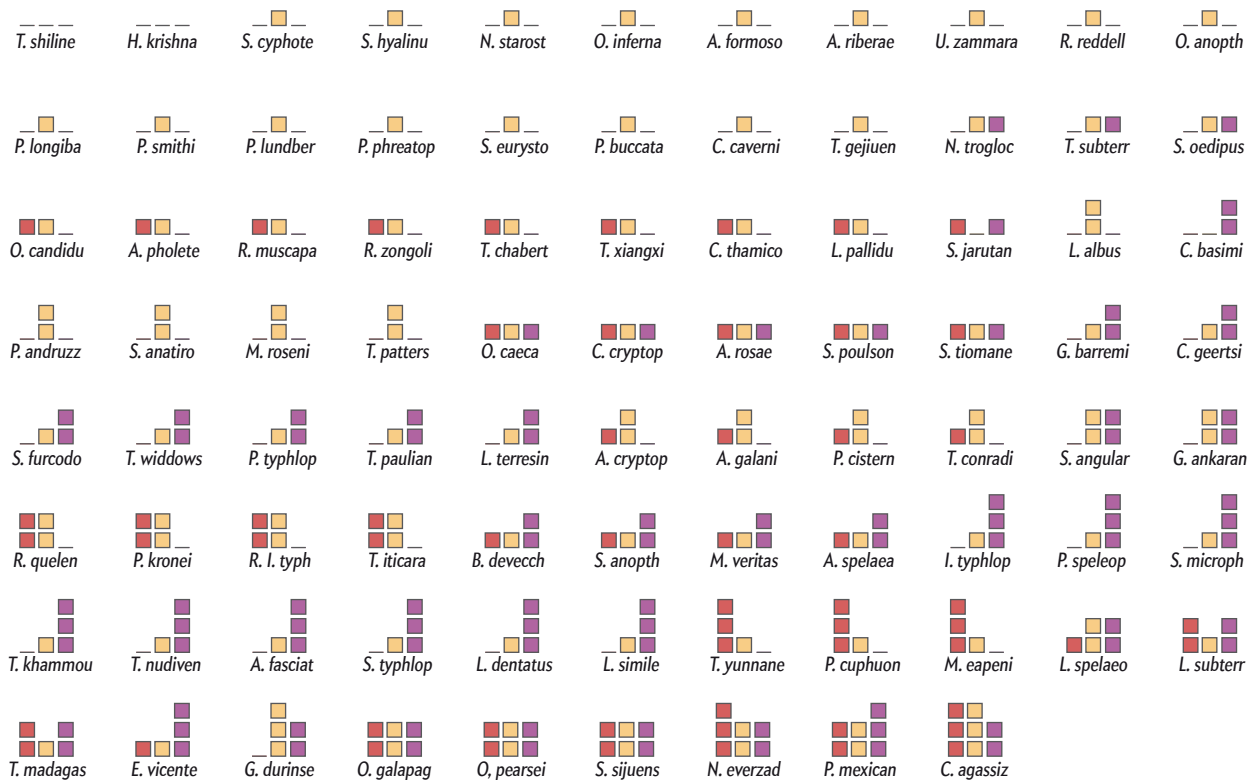 T. shiline H. krishna S. cyphote S. hyalinu N. starost O. inferna A. formoso A. riberae U. zammara R. reddell O. anopth
P. longiba P. smithi P. lundber P. phreatop S. eurysto P. buccata C. caverni T. gejiuen N. trogloc T. subterr S. oedipus
O. candidu A. pholete R. muscapa R. zongoli T. chabert T. xiangxi C. thamico L. pallidu S. jarutan L. albus C. basimi
P. andruzz S. anatiro M. roseni T. patters O. caeca C. cryptop A. rosae S. poulson S. tiomane G. barremi C. geertsi
S. furcodo T. widdows P. typhlop T. paulian L. terresin A. cryptop A. galani P. cistern T. conradi S. angular G. ankaran
R. quelen P. kronei R. I. typh T. iticara B. devecch S. anopth M. veritas A. spelaea I. typhlop P. speleop S. microph
T. khammou T. nudiven A. fasciat S. typhlop L. dentatus L. simile T. yunnane P. cuphuon M. eapeni L. spelaeo L. subterr
T. madagas E. vicente G. durinse O. galapag O, pearsei S. sijuens N. everzad P. mexican C. agassiz